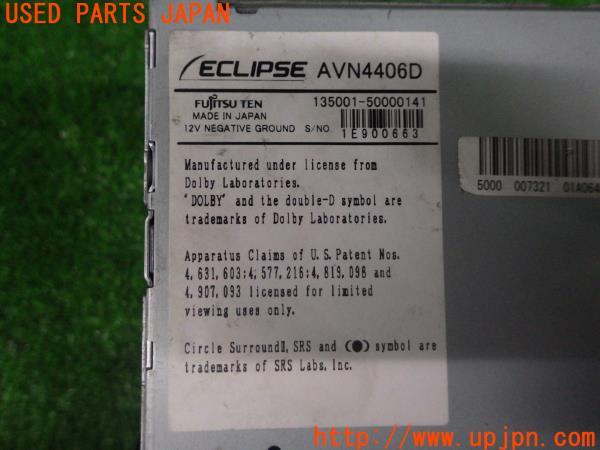 USED PARTS JAPAN
ECLIPSE AVN4406D
FUJITSU TEN
MADE IN JAPAN
12V NEGATIVE GROUND
135001-50000141
S/NO.
1E900663
Manufactured under license from
Dolby Laboratories.
"DOLBY" and the double-D symbol are
trademarks of Dolby Laboratories.
Apparatus Claims of U.S. Patent Nos.
4,631,603;4,577,216;4,819,098 and
4,907,093 licensed for limited
viewing uses only.
Circle SurroundⅡ, SRS and (●) symbol are
trademarks of SRS Labs, Inc.
5000 007321 01A064
UPJ
http://www.upjpn.com/